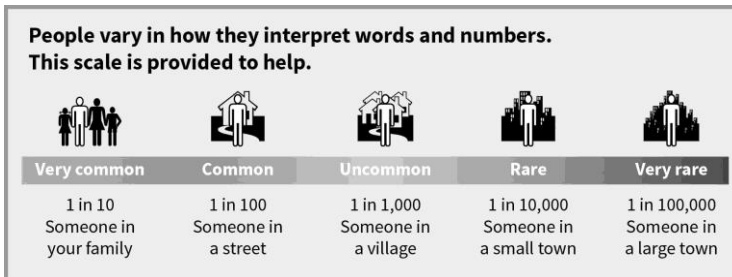 People vary in how they interpret words and numbers.
This scale is provided to help.
Very common Common Uncommon Rare Very rare
1 in 10 1 in 100 1 in 1,000 1 in 10,000 1 in 100,000
Someone in Someone in Someone in Someone in Someone in
your family a street a village a small town a large town